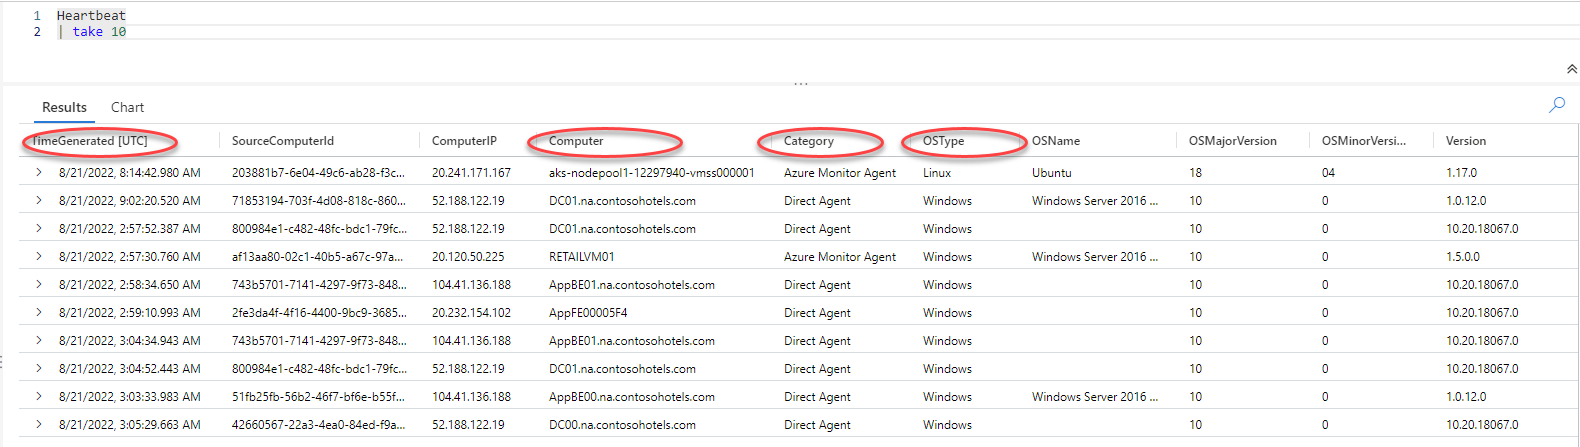 1 Heartbeat
2 | take 10
Results Chart
TimeGenerated [UTC] SourceComputerId ComputerIP Computer Category OSType OSName OSMajorVersion OSMinorVersi... Version
8/21/2022, 8:14:42.980 AM 203881b7-6e04-49c6-ab28-f3c... 20.241.171.167 aks-nodepool1-12297940-vmss000001 Azure Monitor Agent Linux Ubuntu 18 04 1.17.0
8/21/2022, 9:02:20.520 AM 71853194-703f-4d08-818c-860... 52.188.122.19 DC01.na.contosohotels.com Direct Agent Windows Windows Server 2016 ... 10 0 1.0.12.0
8/21/2022, 2:57:52.387 AM 800984e1-c482-48fc-bdc1-79fc... 52.188.122.19 DC01.na.contosohotels.com Direct Agent Windows 10 0 10.20.18067.0
8/21/2022, 2:57:30.760 AM af13aa80-02c1-40b5-a67c-97a... 20.120.50.225 RETAILVM01 Azure Monitor Agent Windows Windows Server 2016 ... 10 0 1.5.0.0
8/21/2022, 2:58:34.650 AM 743b5701-7141-4297-9f73-848... 104.41.136.188 AppBE01.na.contosohotels.com Direct Agent Windows 10 0 10.20.18067.0
8/21/2022, 2:59:10.993 AM 2fe3da4f-4f16-4400-9bc9-3685... 20.232.154.102 AppFE00005F4 Direct Agent Windows 10 0 10.20.18067.0
8/21/2022, 3:04:34.943 AM 743b5701-7141-4297-9f73-848... 104.41.136.188 AppBE01.na.contosohotels.com Direct Agent Windows 10 0 10.20.18067.0
8/21/2022, 3:04:52.443 AM 800984e1-c482-48fc-bdc1-79fc... 52.188.122.19 DC01.na.contosohotels.com Direct Agent Windows 10 0 10.20.18067.0
8/21/2022, 3:03:33.983 AM 51fb25fb-56b2-46f7-bf6e-b55f... 104.41.136.188 AppBE00.na.contosohotels.com Direct Agent Windows Windows Server 2016 ... 10 0 1.0.12.0
8/21/2022, 3:05:29.663 AM 42660567-22a3-4ea0-84ed-f9a... 52.188.122.19 DC00.na.contosohotels.com Direct Agent Windows 10 0 10.20.18067.0